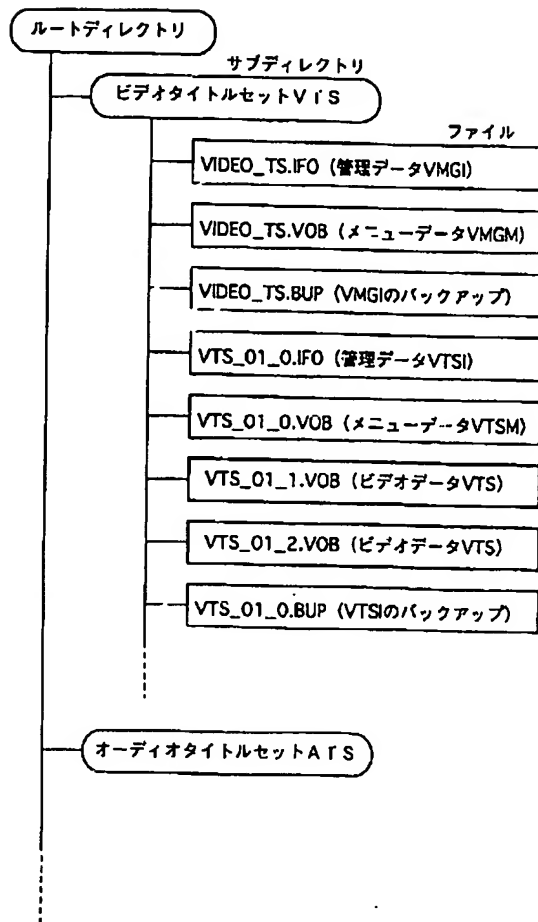 ルートディレクトリ
サブディレクトリ
ビデオタイトルセットVTS
ファイル
VIDEO_TS.IFO (管理データVMGI)
VIDEO_TS.VOB (メニューデータVMGM)
VIDEO_TS.BUP (VMGIのバックアップ)
VTS_01_0.IFO (管理データVTSI)
VTS_01_0.VOB (メニューデータVTSM)
VTS_01_1.VOB (ビデオデータVTS)
VTS_01_2.VOB (ビデオデータVTS)
VTS_01_0.BUP (VTSIのバックアップ)
オーディオタイトルセットATS